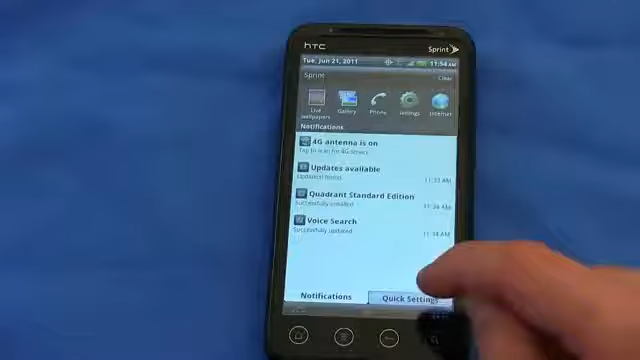 hTC
Sprint
Tue, Jun 21, 2011
11:54 AM
Sprint
Clear
Live wallpapers
Gallery
Phone
Settings
Internet
Notifications
4G antenna is on
Tap to scan for 4G service
Updates available
11:33 AM
Quadrant Standard Edition
Successfully installed
11:36 AM
Voice Search
Successfully updated
11:34 AM
Notifications
Quick Settings